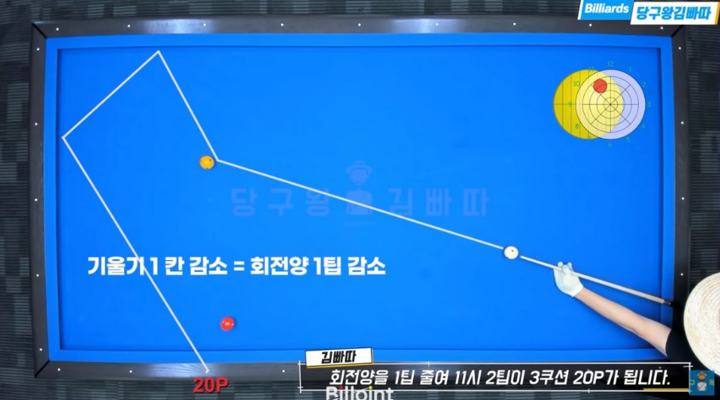 Billiards 당구왕김빠따
12
당구왕 김빠따
기울기 1 칸 감소 = 회전양 1팁 감소
김빠따
회전양을 1팁 줄여 11시 2팁이 3쿠션 20P가 됩니다.
20P
Billpoint